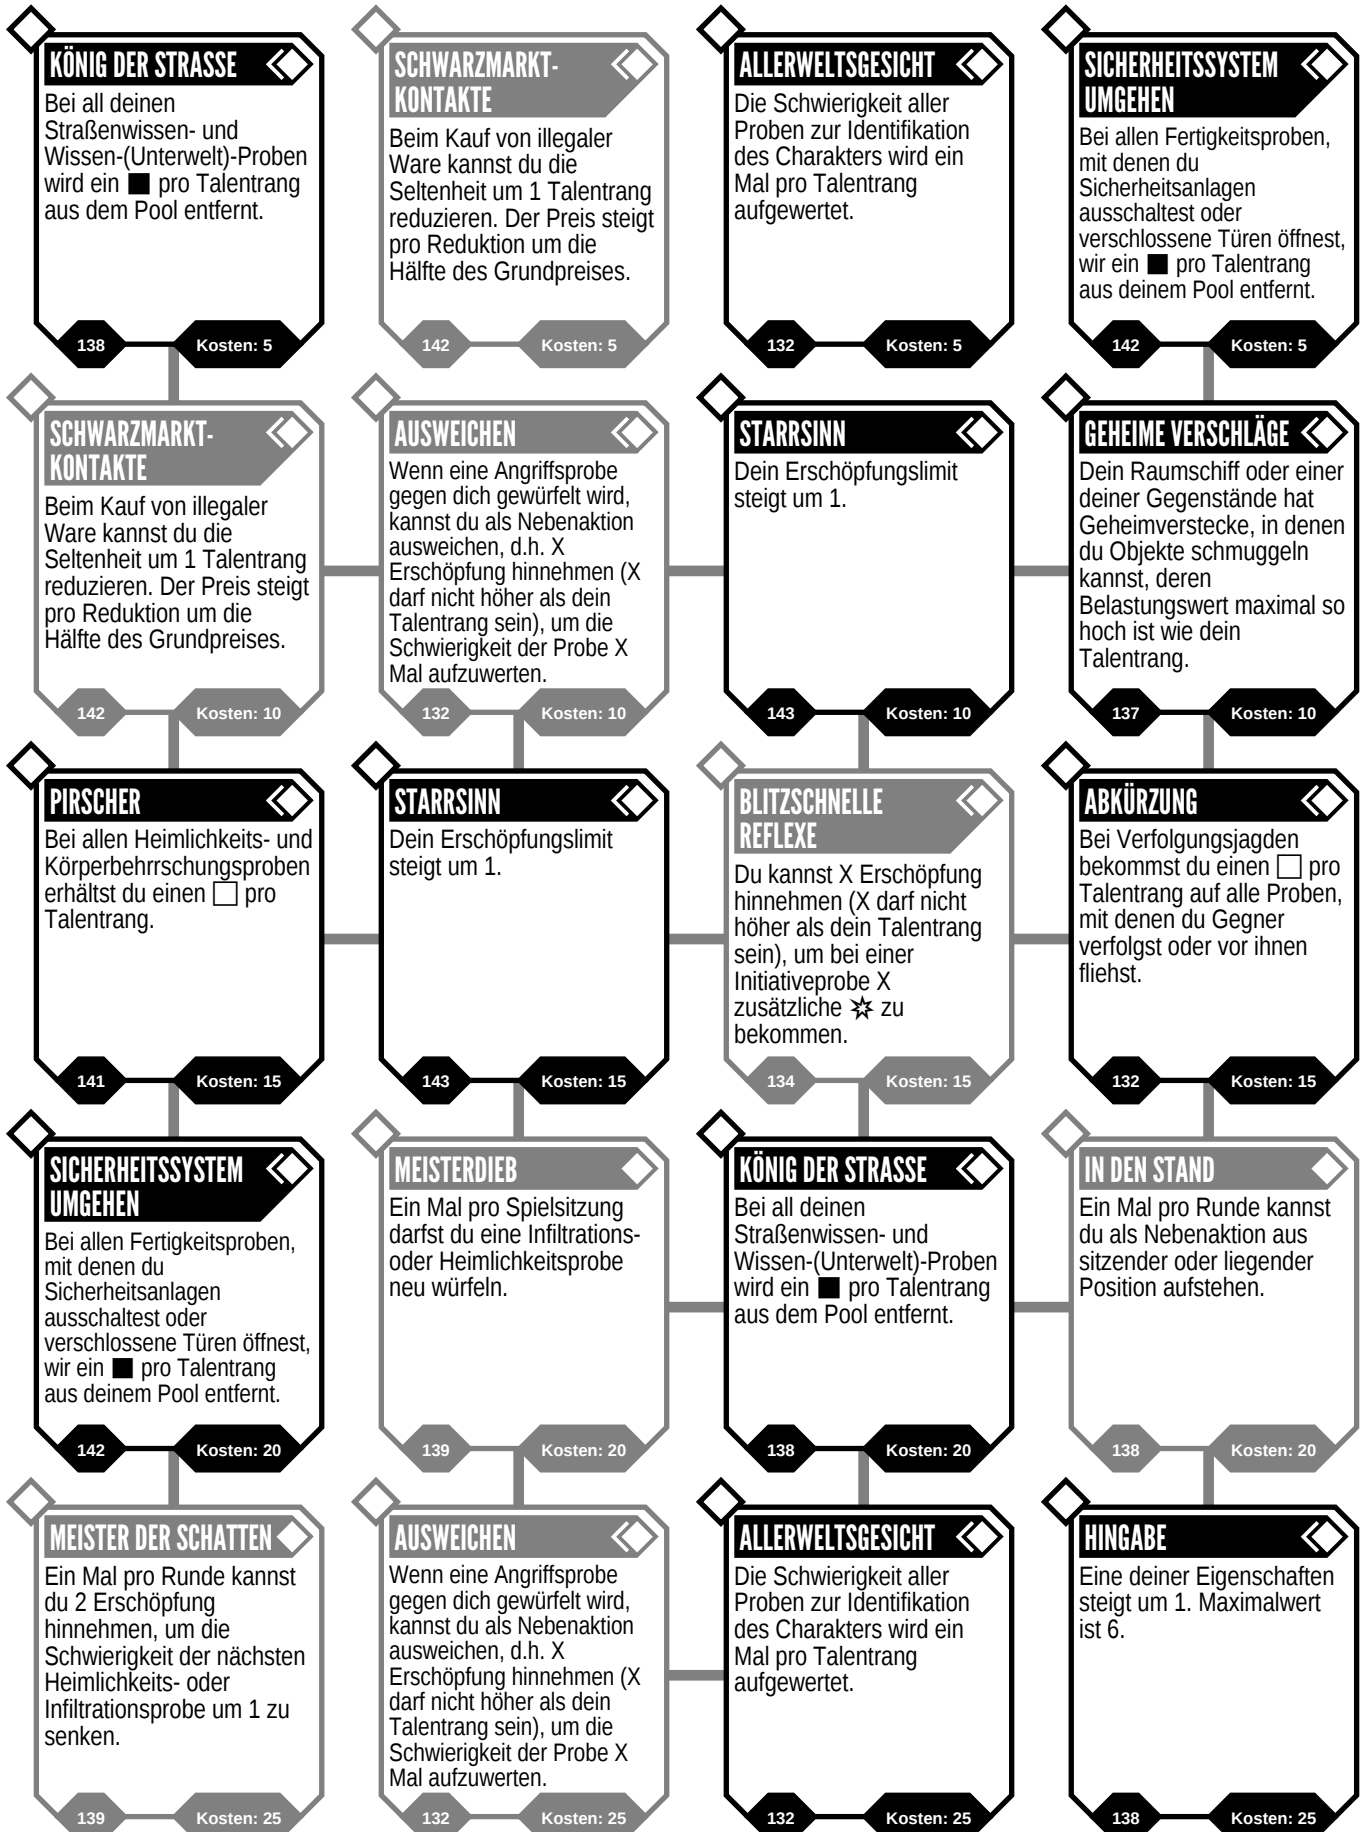 KÖNIG DER STRASSE
Bei all deinen
Straßenwissen- und
Wissen-(Unterwelt)-Proben
wird ein ■ pro Talentrang
aus dem Pool entfernt.
138
Kosten: 5
SCHWARZMARKT-
KONTAKTE
Beim Kauf von illegaler
Ware kannst du die
Seltenheit um 1 Talentrang
reduzieren. Der Preis steigt
pro Reduktion um die
Hälfte des Grundpreises.
142
Kosten: 5
ALLERWELTSGESICHT
Die Schwierigkeit aller
Proben zur Identifikation
des Charakters wird ein
Mal pro Talentrang
aufgewertet.
132
Kosten: 5
SICHERHEITSSYSTEM
UMGEHEN
Bei allen Fertigkeitsproben,
mit denen du
Sicherheitsanlagen
ausschaltest oder
verschlossene Türen öffnest,
wir ein ■ pro Talentrang
aus deinem Pool entfernt.
142
Kosten: 5
SCHWARZMARKT-
KONTAKTE
Beim Kauf von illegaler
Ware kannst du die
Seltenheit um 1 Talentrang
reduzieren. Der Preis steigt
pro Reduktion um die
Hälfte des Grundpreises.
142
Kosten: 10
AUSWEICHEN
Wenn eine Angriffsprobe
gegen dich gewürfelt wird,
kannst du als Nebenaktion
ausweichen, d.h. X
Erschöpfung hinnehmen (X
darf nicht höher als dein
Talentrang sein), um die
Schwierigkeit der Probe X
Mal aufzuwerten.
132
Kosten: 10
STARRSINN
Dein Erschöpfungslimit
steigt um 1.
143
Kosten: 10
GEHEIME VERSCHLÄGE
Dein Raumschiff oder einer
deiner Gegenstände hat
Geheimverstecke, in denen
du Objekte schmuggeln
kannst, deren
Belastungswert maximal so
hoch ist wie dein
Talentrang.
137
Kosten: 10
PIRSCHER
Bei allen Heimlichkeits- und
Körperbehrrschungsproben
erhältst du einen □ pro
Talentrang.
141
Kosten: 15
STARRSINN
Dein Erschöpfungslimit
steigt um 1.
143
Kosten: 15
BLITZSCHNELLE
REFLEXE
Du kannst X Erschöpfung
hinnehmen (X darf nicht
höher als dein Talentrang
sein), um bei einer
Initiativeprobe X
zusätzliche ✲ zu
bekommen.
134
Kosten: 15
ABKÜRZUNG
Bei Verfolgungsjagden
bekommst du einen □ pro
Talentrang auf alle Proben,
mit denen du Gegner
verfolgst oder vor ihnen
fliehst.
132
Kosten: 15
SICHERHEITSSYSTEM
UMGEHEN
Bei allen Fertigkeitsproben,
mit denen du
Sicherheitsanlagen
ausschaltest oder
verschlossene Türen öffnest,
wir ein ■ pro Talentrang
aus deinem Pool entfernt.
142
Kosten: 20
MEISTERDIEB
Ein Mal pro Spielsitzung
darfst du eine Infiltrations-
oder Heimlichkeitsprobe
neu würfeln.
139
Kosten: 20
KÖNIG DER STRASSE
Bei all deinen
Straßenwissen- und
Wissen-(Unterwelt)-Proben
wird ein ■ pro Talentrang
aus dem Pool entfernt.
138
Kosten: 20
IN DEN STAND
Ein Mal pro Runde kannst
du als Nebenaktion aus
sitzender oder liegender
Position aufstehen.
138
Kosten: 20
MEISTER DER SCHATTEN
Ein Mal pro Runde kannst
du 2 Erschöpfung
hinnehmen, um die
Schwierigkeit der nächsten
Heimlichkeits- oder
Infiltrationsprobe um 1 zu
senken.
139
Kosten: 25
AUSWEICHEN
Wenn eine Angriffsprobe
gegen dich gewürfelt wird,
kannst du als Nebenaktion
ausweichen, d.h. X
Erschöpfung hinnehmen (X
darf nicht höher als dein
Talentrang sein), um die
Schwierigkeit der Probe X
Mal aufzuwerten.
132
Kosten: 25
ALLERWELTSGESICHT
Die Schwierigkeit aller
Proben zur Identifikation
des Charakters wird ein
Mal pro Talentrang
aufgewertet.
132
Kosten: 25
HINGABE
Eine deiner Eigenschaften
steigt um 1. Maximalwert
ist 6.
138
Kosten: 25